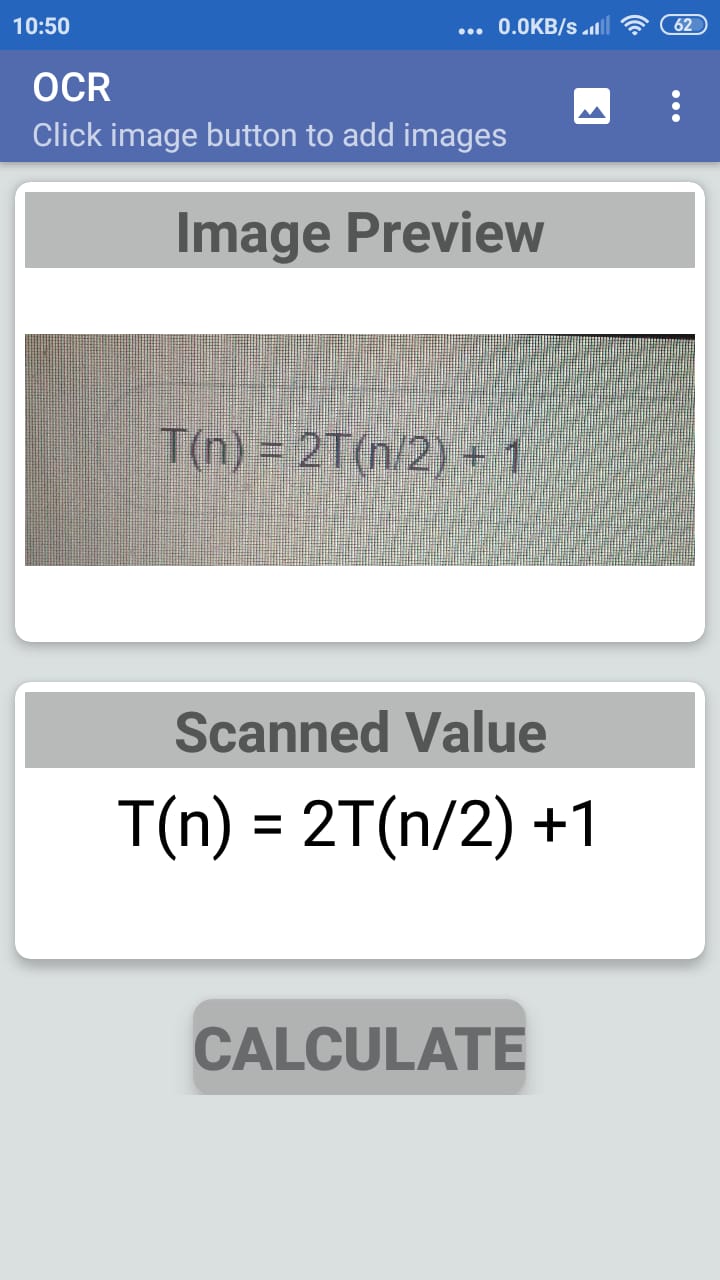 10:50
... 0.0KB/s 62
OCR
Click image button to add images
Image Preview
T(n) = 2T(n/2) + 1
Scanned Value
T(n) = 2T(n/2) +1
CALCULATE